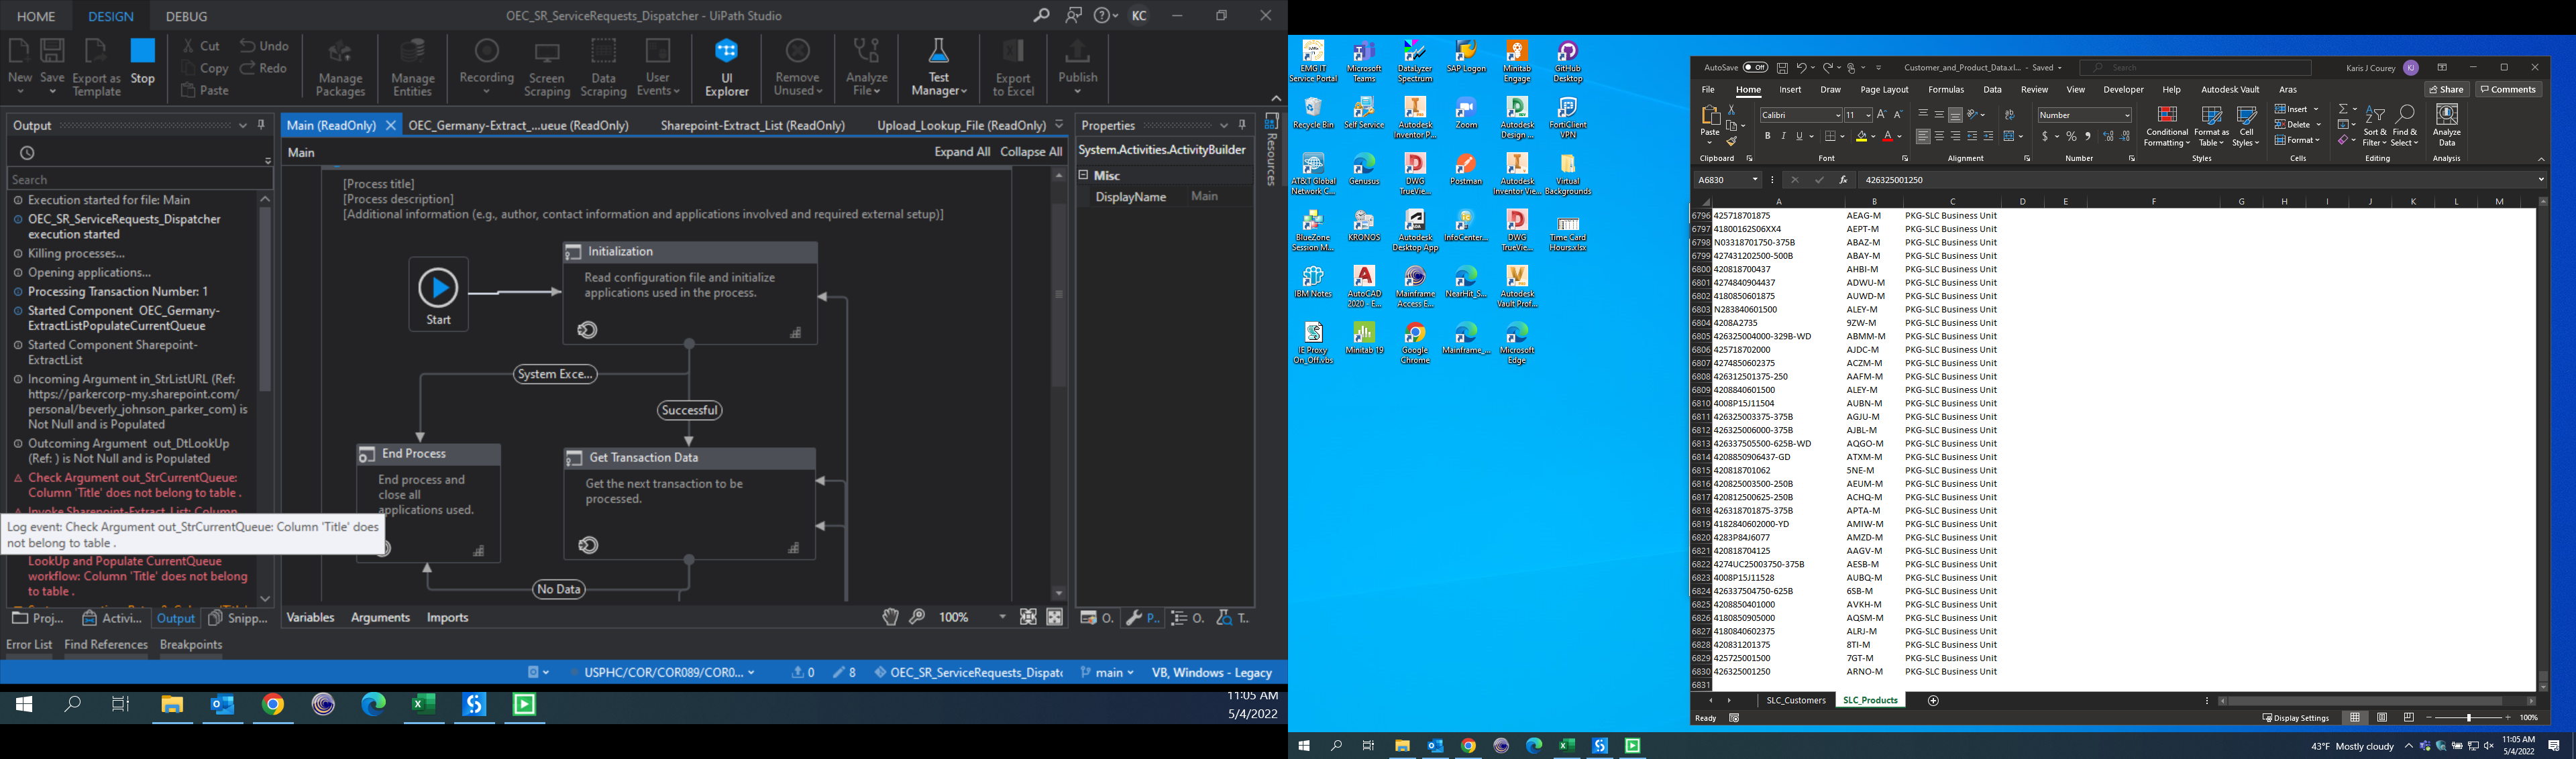 HOME DESIGN DEBUG OEC_SR_ServiceRequests_Dispatcher - UiPath Studio KC
New Save Export as Template Stop Cut Copy Paste Undo Redo Manage Packages Manage Entities Recording Screen Scraping Data Scraping User Events UI Explorer Remove Unused Analyze File Test Manager Export to Excel Publish
Output
Search
Execution started for file: Main
OEC_SR_ServiceRequests_Dispatcher
execution started
Killing processes...
Opening applications...
Processing Transaction Number: 1
Started Component OEC_Germany-
ExtractListPopulateCurrentQueue
Started Component Sharepoint-
ExtractList
Incoming Argument in_StrListURL (Ref:
https://parkercorp-my.sharepoint.com/
personal/beverly_johnson_parker_com) is
Not Null and is Populated
Outcoming Argument out_DtLookUp
(Ref: ) is Not Null and is Populated
Check Argument out_StrCurrentQueue:
Column 'Title' does not belong to table .
Invoke Sharepoint-Extract_List: Column
Log event: Check Argument out_StrCurrentQueue: Column 'Title' does
not belong to table .
LookUp and Populate CurrentQueue
workflow: Column 'Title' does not belong
to table .
Proj... Activi... Output Snipp...
Error List Find References Breakpoints
Main (ReadOnly) OEC_Germany-Extract_...ueue (ReadOnly) Sharepoint-Extract_List (ReadOnly) Upload_Lookup_File (ReadOnly)
Main Expand All Collapse All
[Process title]
[Process description]
[Additional information (e.g., author, contact information and applications involved and required external setup)]
Start
Initialization
Read configuration file and initialize
applications used in the process.
System Exce...
Successful
End Process
End process and
close all
applications used.
Get Transaction Data
Get the next transaction to be
processed.
No Data
Variables Arguments Imports 100%
Properties
System.Activities.ActivityBuilder
Misc
DisplayName Main
Resources
O. P.. O. T...
USPHC/COR/COR089/COR0... 0 8 OEC_SR_ServiceRequests_Dispatc main VB, Windows - Legacy
11:05 AM
5/4/2022
EMG IT Service Portal
Microsoft Teams
DataLyzer Spectrum
SAP Logon
Minitab Engage
GitHub Desktop
Recycle Bin
Self Service
Autodesk Inventor P...
Zoom
Autodesk Design ...
FortiClient VPN
AT&T Global Network C...
Genusus
DWG TrueVie...
Postman
Autodesk Inventor Vie...
Virtual Backgrounds
BlueZone Session M...
KRONOS
Autodesk Desktop App
InfoCenter...
DWG TrueVie...
Time Card Hours.xlsx
IBM Notes
AutoCAD 2020 - E...
Mainframe Access E...
NearHit_S...
Autodesk Vault Prof...
IE Proxy On_Off.vbs
Minitab 19
Google Chrome
Mainframe_...
Microsoft Edge
AutoSave Off Customer_and_Product_Data.xl... - Saved Search Karis J Courey KJ
File Home Insert Draw Page Layout Formulas Data Review View Developer Help Autodesk Vault Aras Share Comments
Paste Calibri 11 B I U Number $ % Conditional Formatting Format as Table Cell Styles Insert Delete Format Sort & Filter Find & Select Analyze Data
Clipboard Font Alignment Number Styles Cells Editing Analysis
A6830 fx 426325001250
A B C D E F G H I J K L M
6796 425718701875 AEAG-M PKG-SLC Business Unit
6797 41800162S06XX4 AEPT-M PKG-SLC Business Unit
6798 N03318701750-375B ABAZ-M PKG-SLC Business Unit
6799 427431202500-500B ABAY-M PKG-SLC Business Unit
6800 420818700437 AHBI-M PKG-SLC Business Unit
6801 4274840904437 ADWU-M PKG-SLC Business Unit
6802 4180850601875 AUWD-M PKG-SLC Business Unit
6803 N283840601500 ALEY-M PKG-SLC Business Unit
6804 4208A2735 9ZW-M PKG-SLC Business Unit
6805 426325004000-329B-WD ABMM-M PKG-SLC Business Unit
6806 425718702000 AJDC-M PKG-SLC Business Unit
6807 4274850602375 ACZM-M PKG-SLC Business Unit
6808 426312501375-250 AAFM-M PKG-SLC Business Unit
6809 4208840601500 ALEY-M PKG-SLC Business Unit
6810 4008P15J11504 AUBN-M PKG-SLC Business Unit
6811 426325003375-375B AGJU-M PKG-SLC Business Unit
6812 426325006000-375B AJBL-M PKG-SLC Business Unit
6813 426337505500-625B-WD AQGO-M PKG-SLC Business Unit
6814 4208850906437-GD ATXM-M PKG-SLC Business Unit
6815 420818701062 5NE-M PKG-SLC Business Unit
6816 420825003500-250B AEUM-M PKG-SLC Business Unit
6817 420812500625-250B ACHQ-M PKG-SLC Business Unit
6818 426318701875-375B APTA-M PKG-SLC Business Unit
6819 4182840602000-YD AMIW-M PKG-SLC Business Unit
6820 4283P84J6077 AMZD-M PKG-SLC Business Unit
6821 420818704125 AAGV-M PKG-SLC Business Unit
6822 4274UC25003750-375B AESB-M PKG-SLC Business Unit
6823 4008P15J11528 AUBQ-M PKG-SLC Business Unit
6824 426337504750-625B 6SB-M PKG-SLC Business Unit
6825 4208850401000 AVKH-M PKG-SLC Business Unit
6826 4180850905000 AQSM-M PKG-SLC Business Unit
6827 4180840602375 ALRJ-M PKG-SLC Business Unit
6828 420831201375 8TI-M PKG-SLC Business Unit
6829 425725001500 7GT-M PKG-SLC Business Unit
6830 426325001250 ARNO-M PKG-SLC Business Unit
6831
SLC_Customers SLC_Products
Ready Display Settings 100%
43°F Mostly cloudy 11:05 AM
5/4/2022